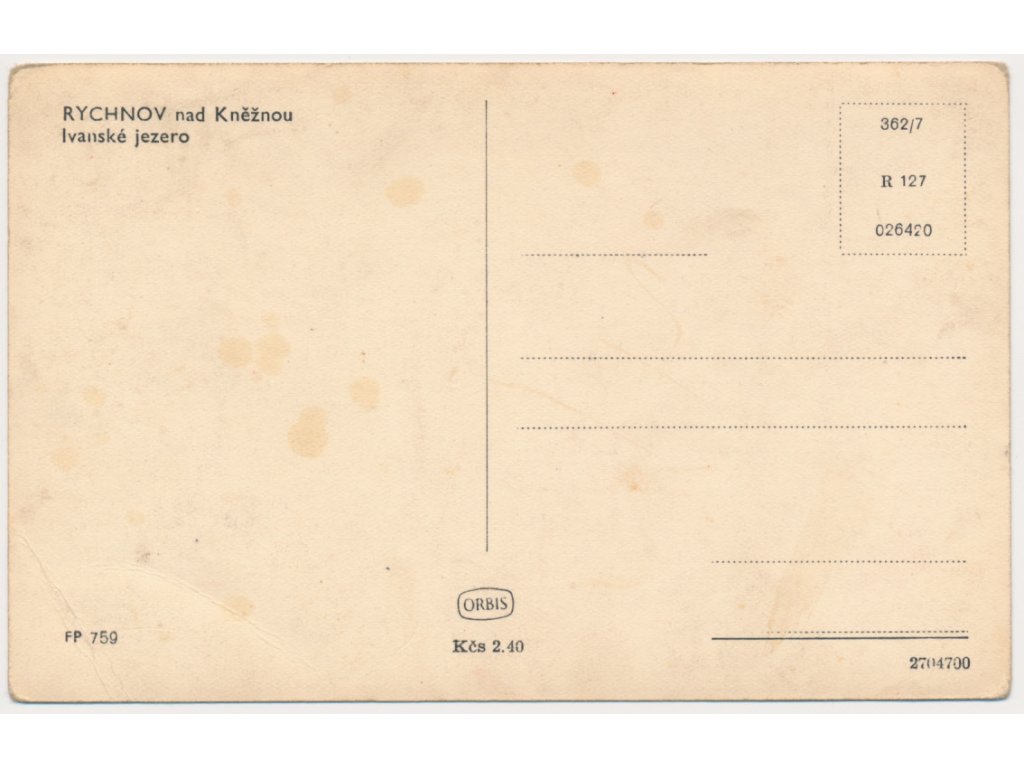 RYCHNOV nad Kněžnou
Ivanské jezero
362/7
R 127
026420
FP 759
ORBIS
Kčs 2.40
2704700